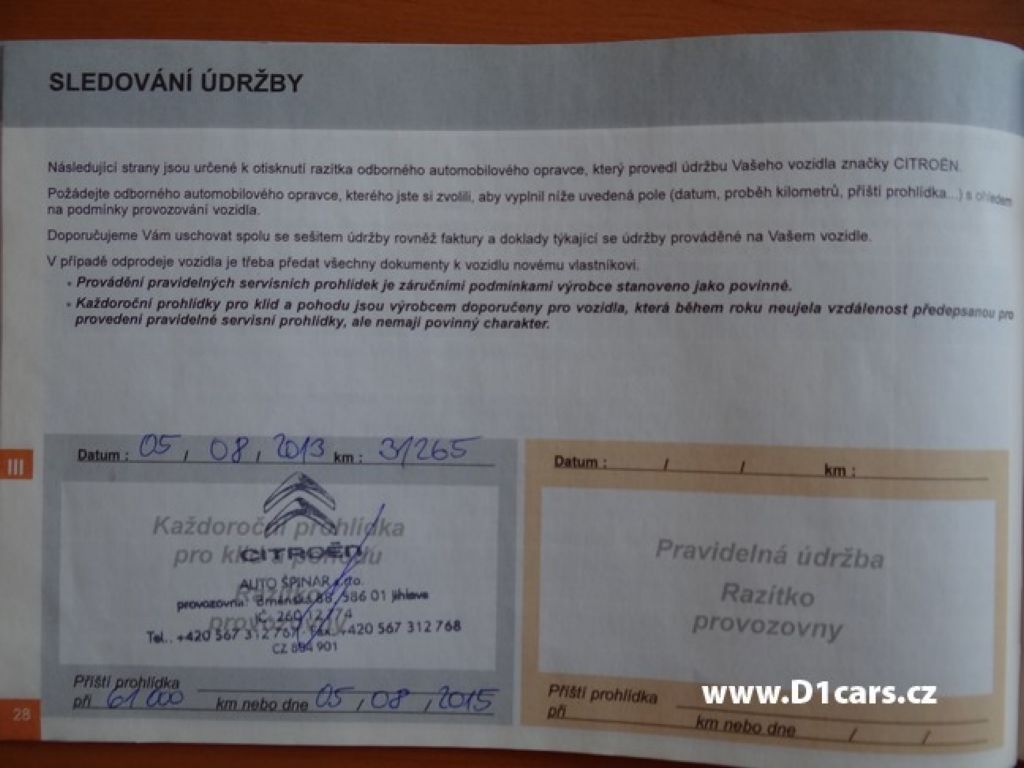 SLEDOVÁNÍ ÚDRŽBY
Následující strany jsou určené k otisknutí razítka odborného automobilového opravce, který provedl údržbu Vašeho vozidla značky CITROËN.
Požádejte odborného automobilového opravce, kterého jste si zvolili, aby vyplnil níže uvedená pole (datum, proběh kilometrů, příští prohlídka...) s ohledem
na podmínky provozování vozidla.
Doporučujeme Vám uschovat spolu se sešitem údržby rovněž faktury a doklady týkající se údržby prováděné na Vašem vozidle.
V případě odprodeje vozidla je třeba předat všechny dokumenty k vozidlu novému vlastníkovi.
• Provádění pravidelných servisních prohlídek je záručními podmínkami výrobce stanoveno jako povinné.
• Každoroční prohlídky pro klid a pohodu jsou výrobcem doporučeny pro vozidla, která během roku neujela vzdálenost předepsanou pro
provedení pravidelné servisní prohlídky, ale nemají povinný charakter.
III
Datum : 05, 08, 2013 km : 31265
Každoroční prohlídka
pro klid a pohodu
CITROËN
AUTO ŠPINAR s.r.o.
Razítko
provozovna: 88, 586 01 Jihlava
IČ
provozovny
Tel.: +420 567 312 767 Fax: +420 567 312 768
CZ
Příští prohlídka
při 61 000 km nebo dne 05, 08, 2015
Datum : / / km :
Pravidelná údržba
Razítko
provozovny
Příští prohlídka
při km nebo dne / /
28
www.D1cars.cz